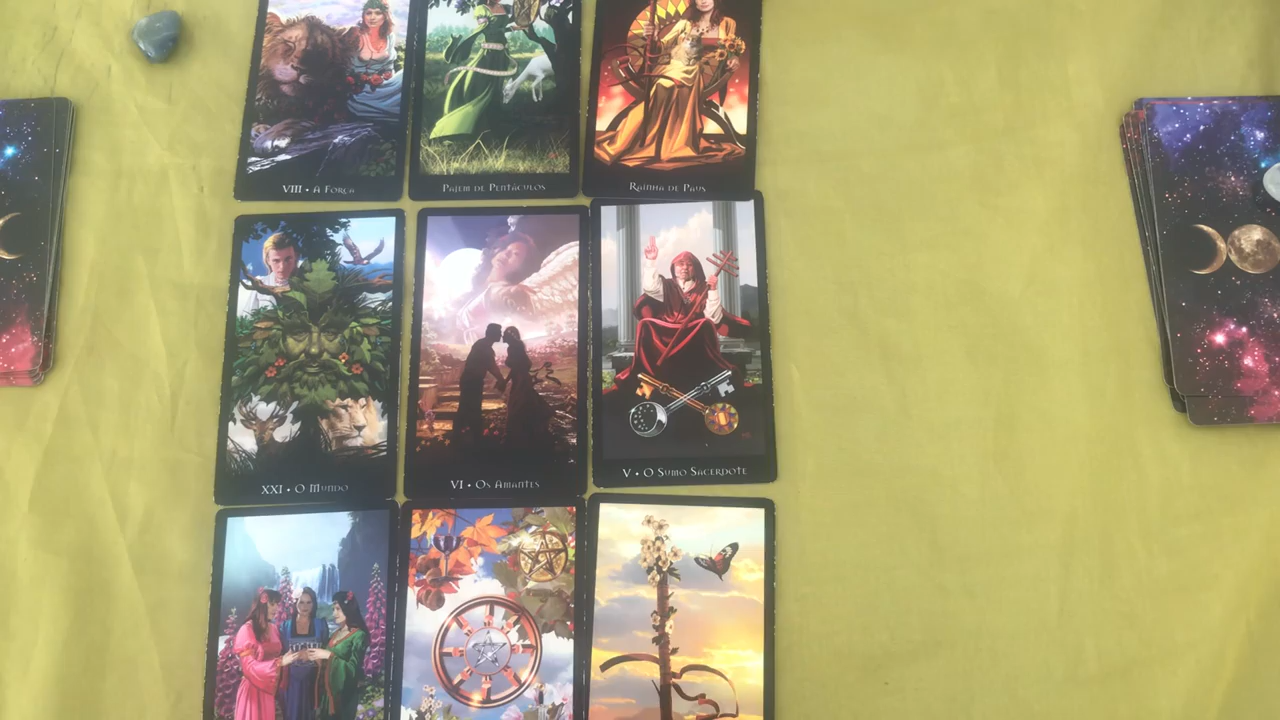 VIII • A Força
Pajem de Pentáculos
Rainha de Paus
XXI • O Mundo
VI • Os Amantes
V • O Sumo Sacerdote